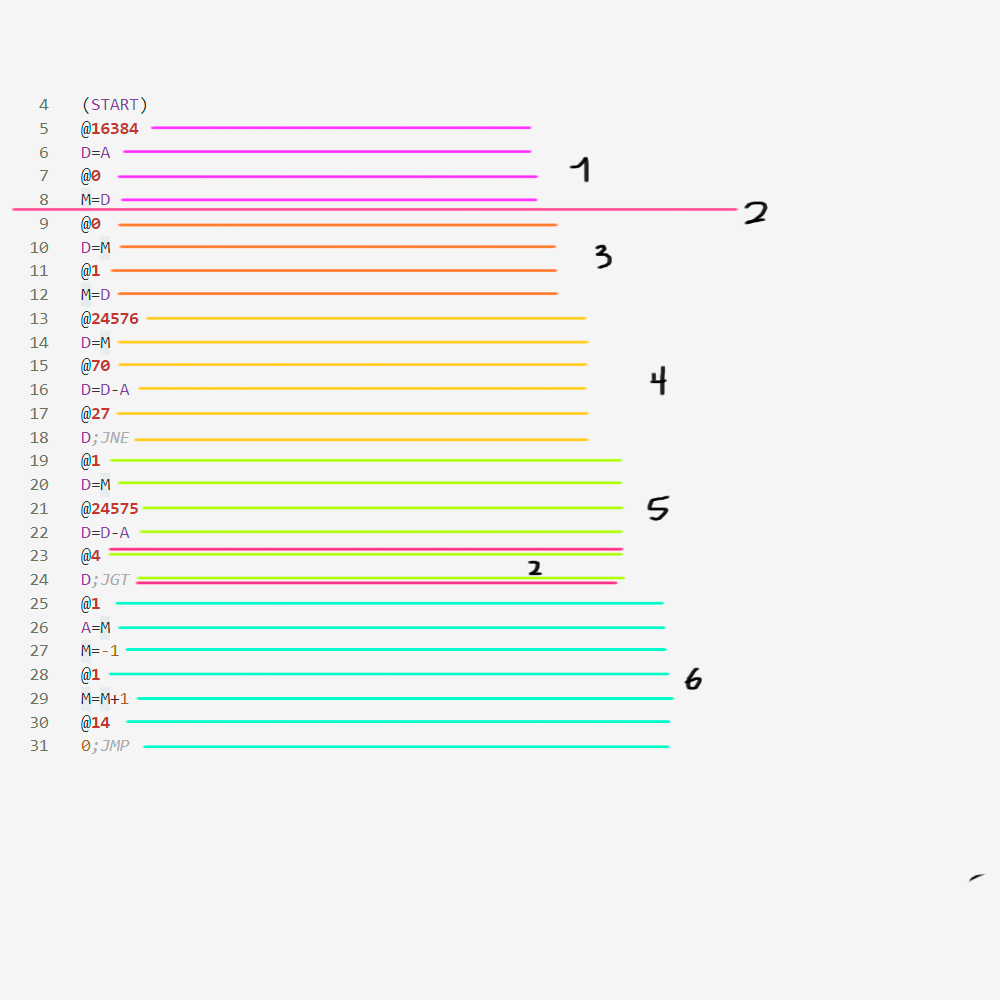 4 (START)
5 @16384
6 D=A
7 @0
1
8 M=D
2
9 @0
10 D=M
3
11 @1
12 M=D
13 @24576
14 D=M
15 @70
4
16 D=D-A
17 @27
18 D;JNE
19 @1
20 D=M
21 @24575
5
22 D=D-A
23 @4
2
24 D;JGT
25 @1
26 A=M
27 M=-1
28 @1
6
29 M=M+1
30 @14
31 0;JMP